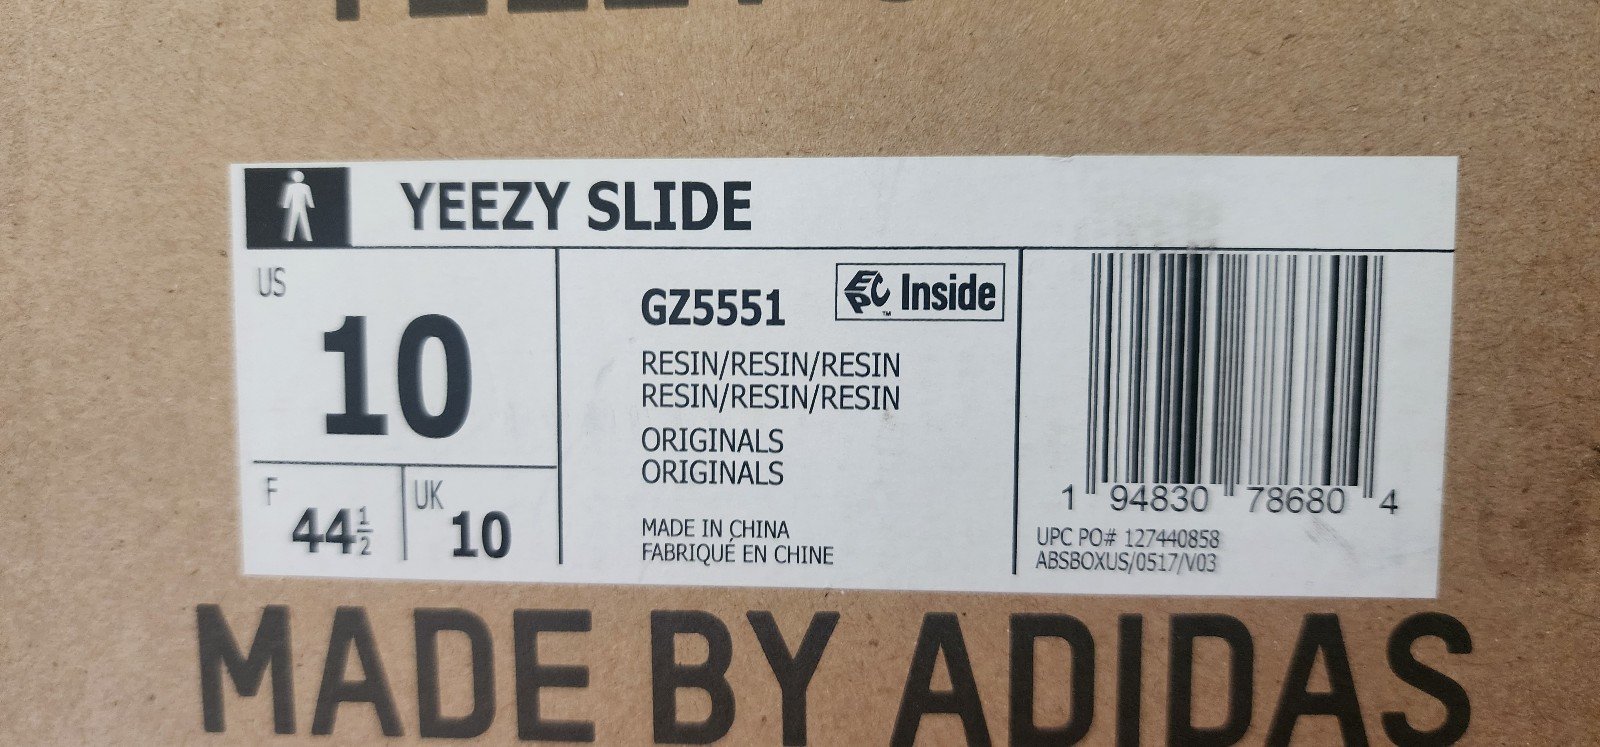 YEEZY SLIDE
US
10
F
44½
UK
10
GZ5551
EPC™ Inside
RESIN/RESIN/RESIN
RESIN/RESIN/RESIN
ORIGINALS
ORIGINALS
MADE IN CHINA
FABRIQUÉ EN CHINE
1 94830 78680 4
UPC PO# 127440858
ABSBOXUS/0517/V03
MADE BY ADIDAS